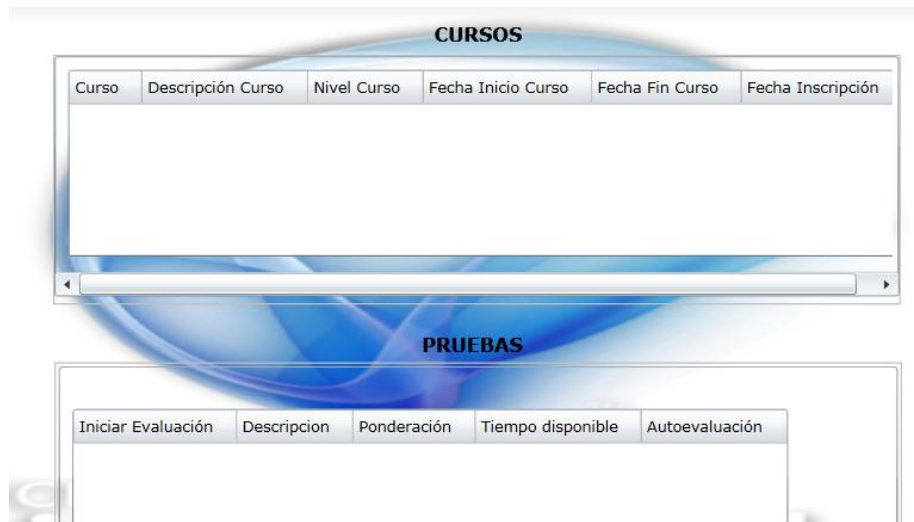 CURSOS
Curso Descripción Curso Nivel Curso Fecha Inicio Curso Fecha Fin Curso Fecha Inscripción
PRUEBAS
Iniciar Evaluación Descripcion Ponderación Tiempo disponible Autoevaluación